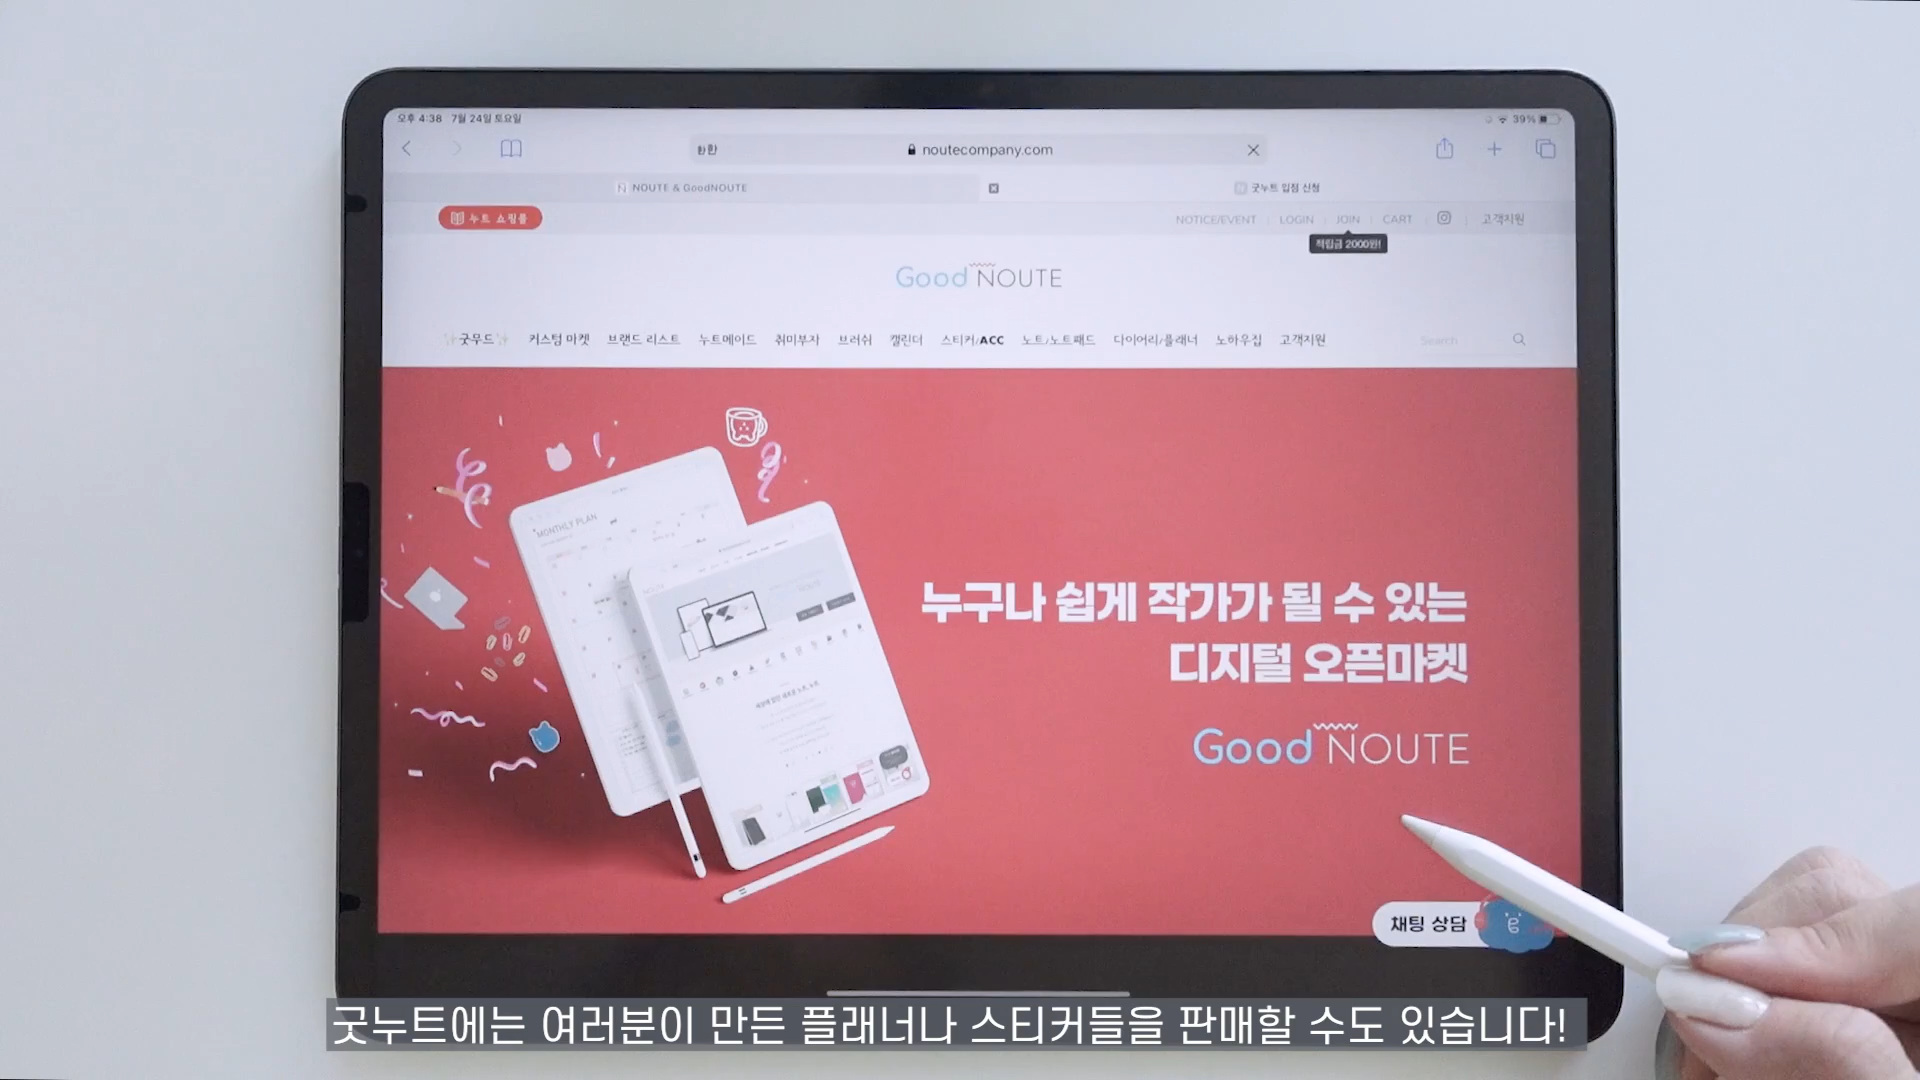 오후 4:38 7월 24일 토요일
39%
noutecompany.com
NOUTE & GoodNOUTE
굿누트 입점 신청
누트 쇼핑몰
NOTICE/EVENT LOGIN JOIN CART 고객지원
적립금 2000원!
Good NOUTE
✨굿무드✨ 커스텀 마켓 브랜드 리스트 누트메이드 취미부자 브러쉬 캘린더 스티커/ACC 노트/노트패드 다이어리/플래너 노하우집 고객지원
Search
MONTHLY PLAN
누구나 쉽게 작가가 될 수 있는
디지털 오픈마켓
Good NOUTE
채팅 상담
굿누트에는 여러분이 만든 플래너나 스티커들을 판매할 수도 있습니다!